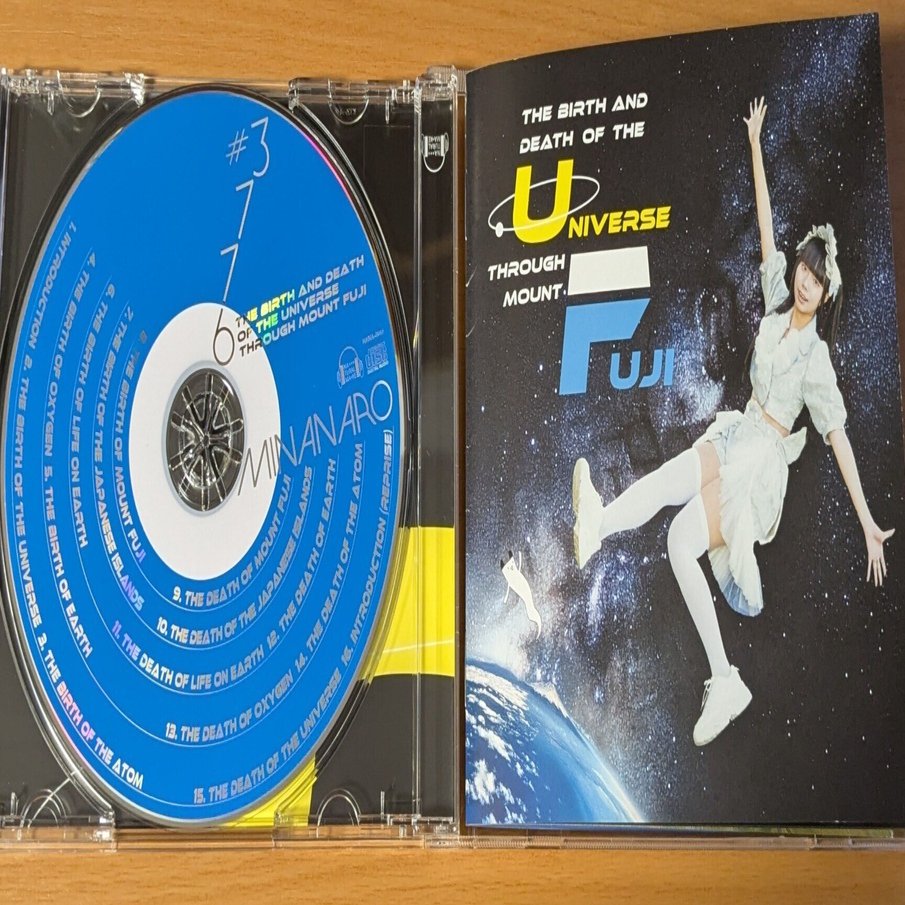 #3776
THE BIRTH AND DEATH
OF THE UNIVERSE
THROUGH MOUNT FUJI
MINANARO
1. INTRODUCTION 2. THE BIRTH OF THE UNIVERSE 3. THE BIRTH OF THE ATOM
4. THE BIRTH OF OXYGEN 5. THE BIRTH OF EARTH
6. THE BIRTH OF LIFE ON EARTH
7. THE BIRTH OF THE JAPANESE ISLANDS
8. THE BIRTH OF MOUNT FUJI
9. THE DEATH OF MOUNT FUJI
10. THE DEATH OF THE JAPANESE ISLANDS
11. THE DEATH OF LIFE ON EARTH 12. THE DEATH OF EARTH
13. THE DEATH OF OXYGEN 14. THE DEATH OF THE ATOM
15. THE DEATH OF THE UNIVERSE 16. INTRODUCTION (REPRISE)
THE BIRTH AND
DEATH OF THE
UNIVERSE
THROUGH
MOUNT
FUJI